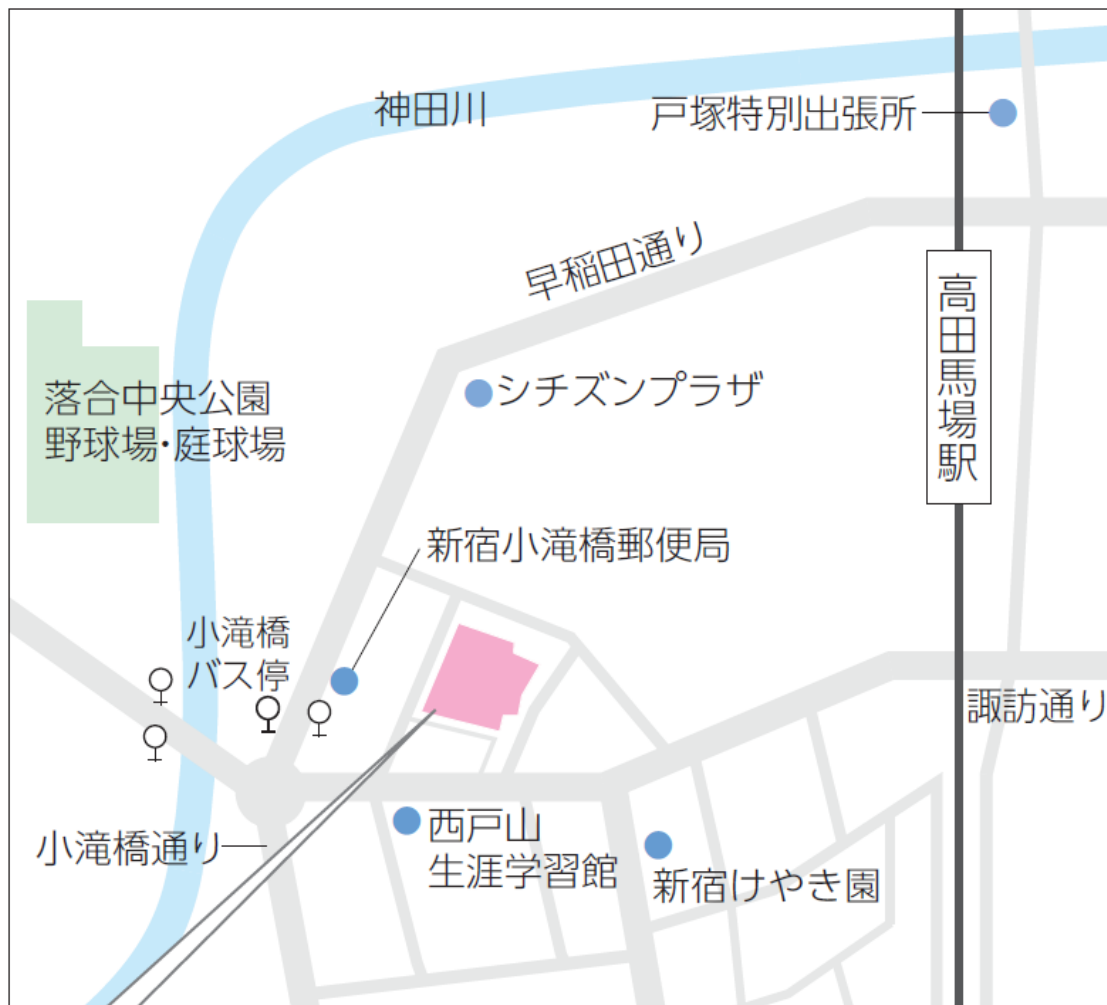 神田川
戸塚特別出張所
早稲田通り
高田馬場駅
シチズンプラザ
落合中央公園
野球場・庭球場
新宿小滝橋郵便局
小滝橋
バス停
諏訪通り
小滝橋通り
西戸山
生涯学習館
新宿けやき園